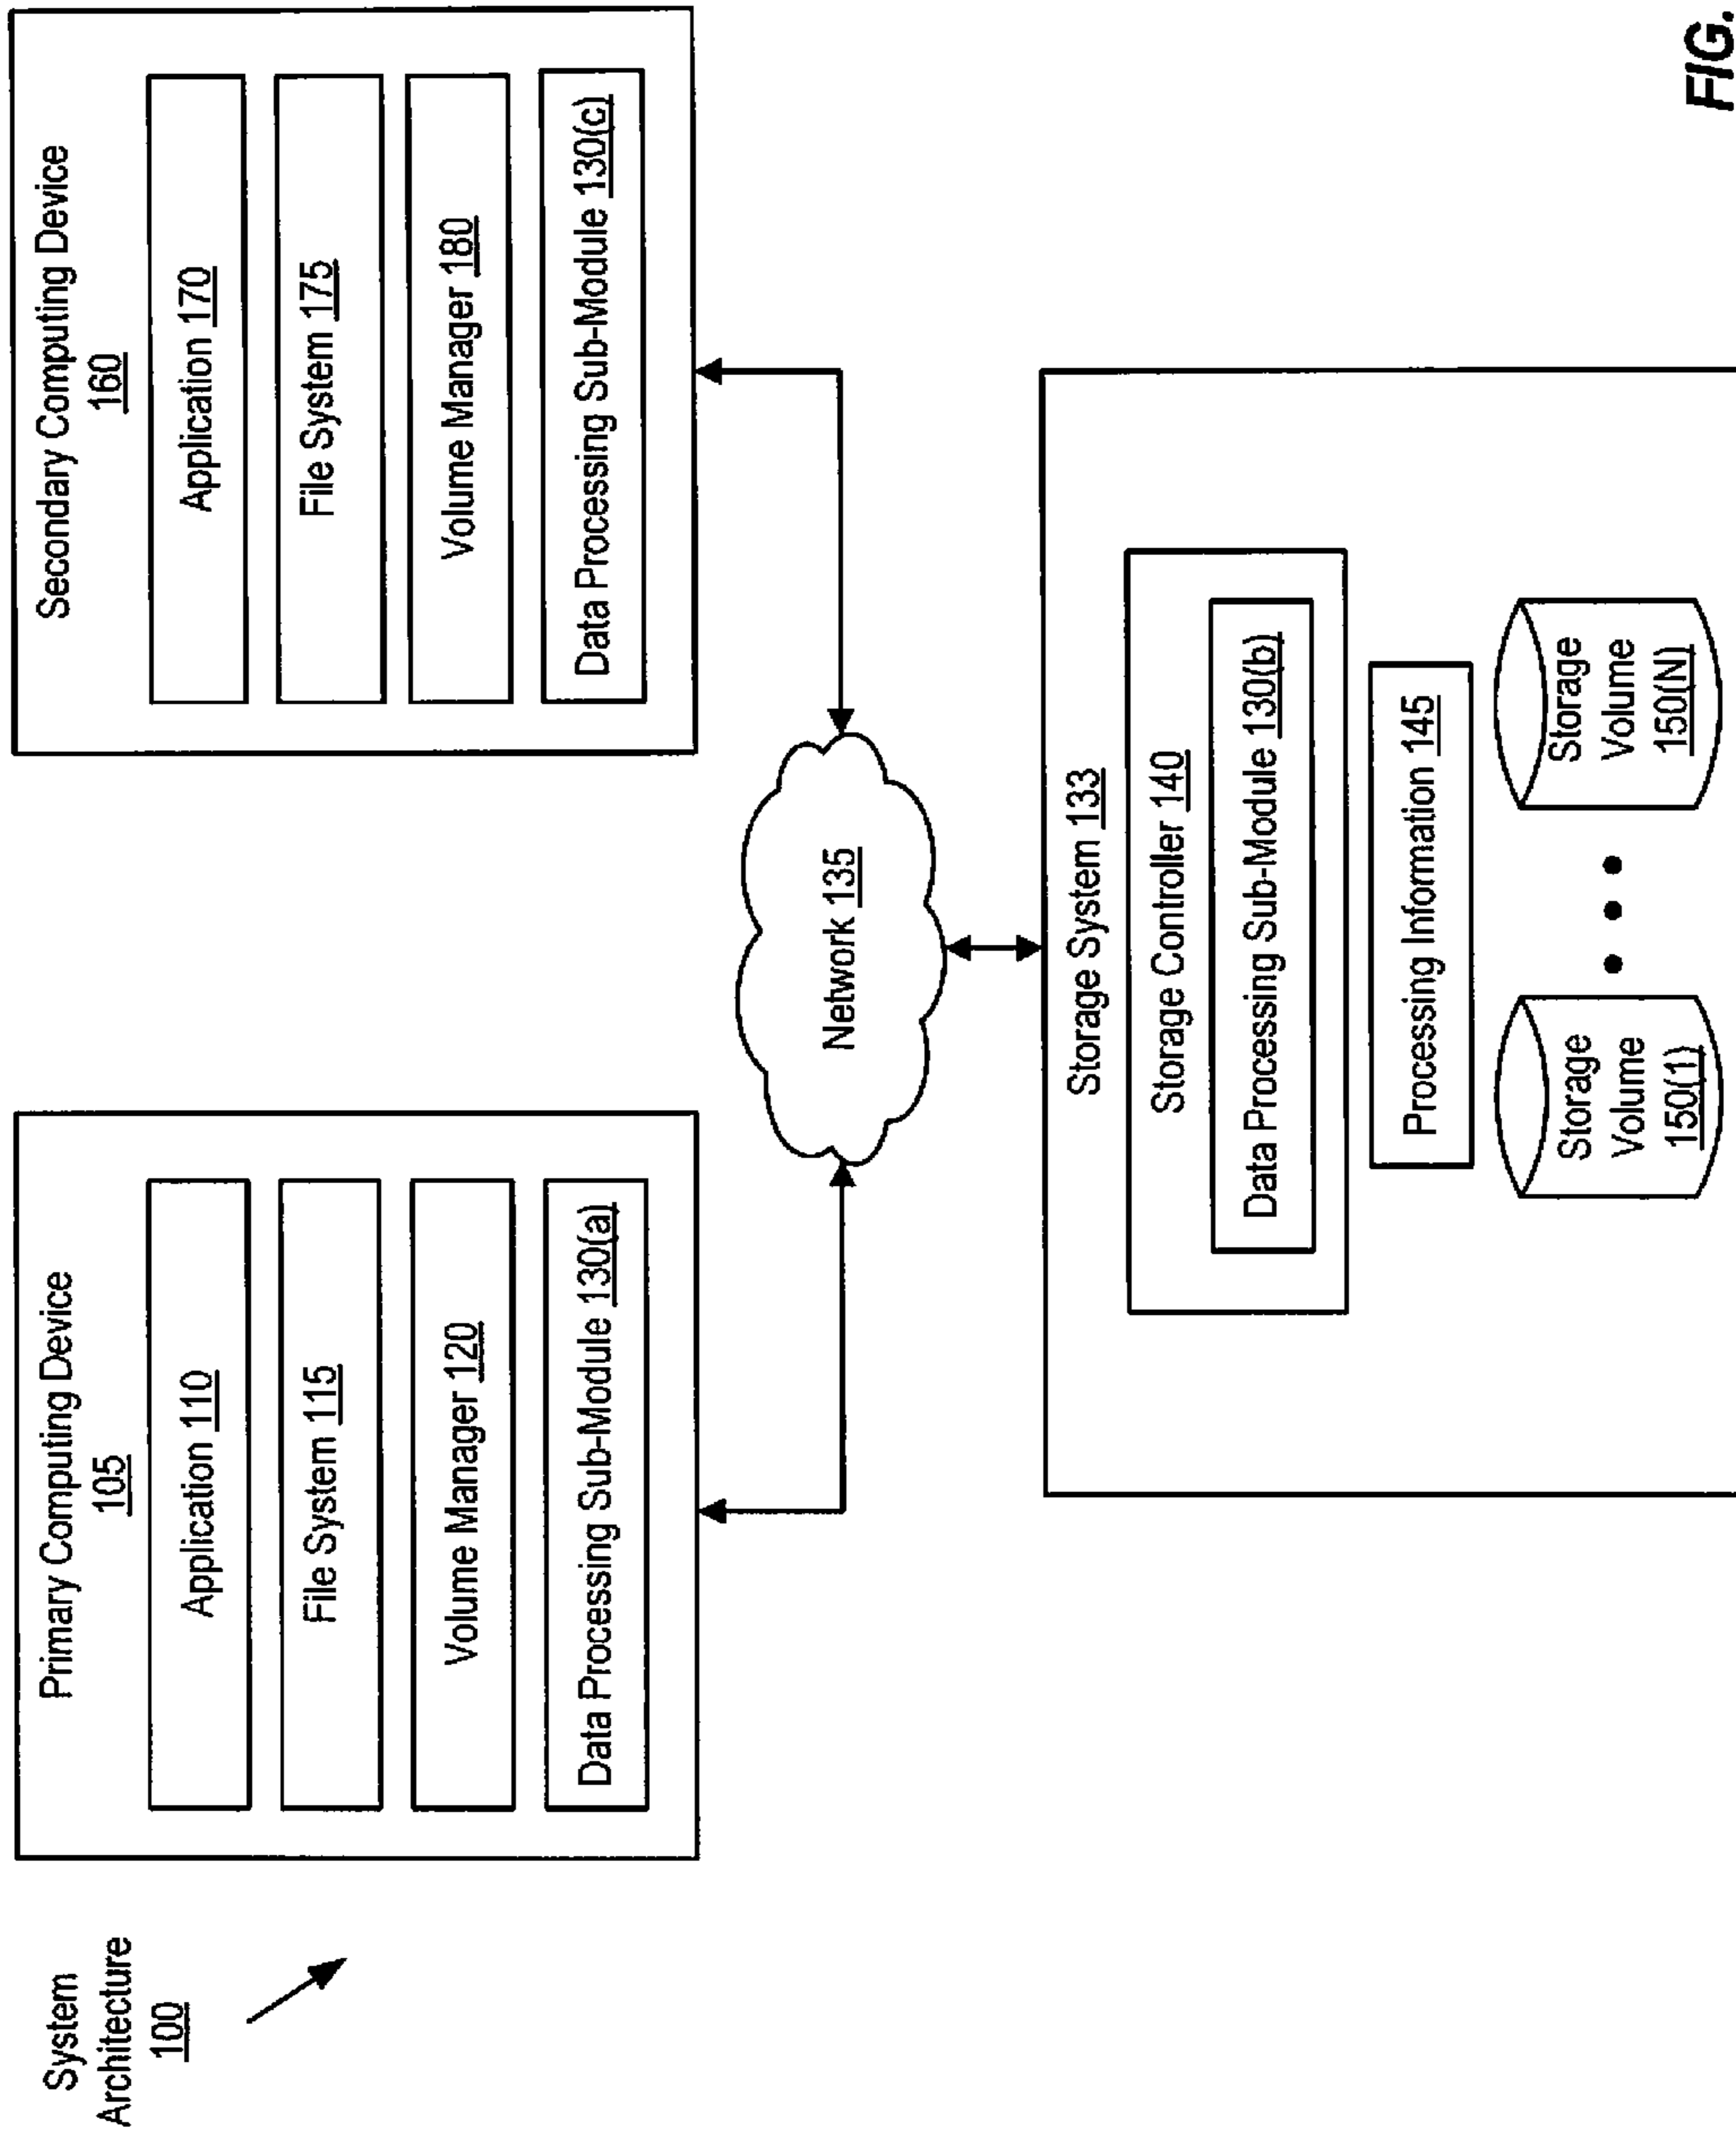 System
Architecture
100
Primary Computing Device
105
Application 110
File System 115
Volume Manager 120
Data Processing Sub-Module 130(a)
Secondary Computing Device
160
Application 170
File System 175
Volume Manager 180
Data Processing Sub-Module 130(c)
Network 135
Storage System 133
Storage Controller 140
Data Processing Sub-Module 130(b)
Processing Information 145
Storage
Volume
150(1)
Storage
Volume
150(N)
FIG.